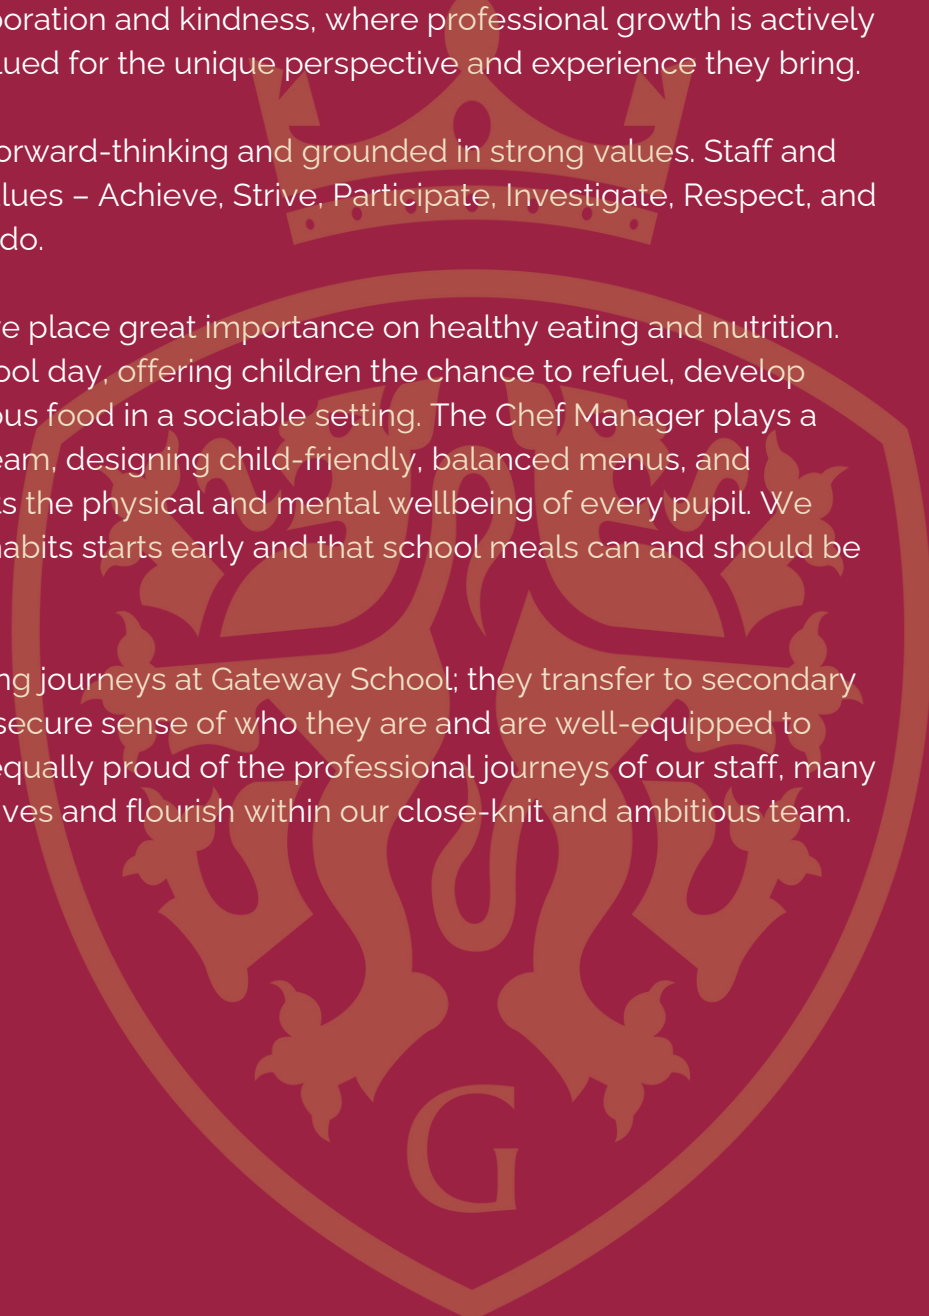 boration and kindness, where professional growth is actively
lued for the unique perspective and experience they bring.
orward-thinking and grounded in strong values. Staff and
lues – Achieve, Strive, Participate, Investigate, Respect, and
do.
e place great importance on healthy eating and nutrition.
ool day, offering children the chance to refuel, develop
ous food in a sociable setting. The Chef Manager plays a
eam, designing child-friendly, balanced menus, and
ts the physical and mental wellbeing of every pupil. We
habits starts early and that school meals can and should be
ng journeys at Gateway School; they transfer to secondary
secure sense of who they are and are well-equipped to
equally proud of the professional journeys of our staff, many
ves and flourish within our close-knit and ambitious team.
G